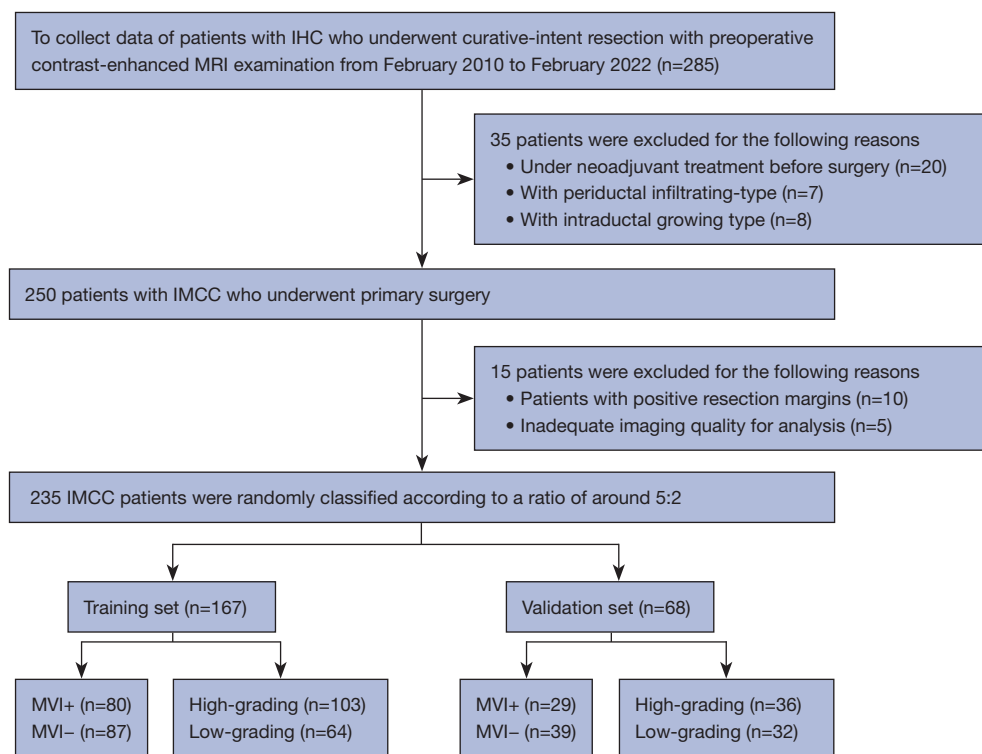 To collect data of patients with IHC who underwent curative-intent resection with preoperative
contrast-enhanced MRI examination from February 2010 to February 2022 (n=285)
35 patients were excluded for the following reasons
• Under neoadjuvant treatment before surgery (n=20)
• With periductal infiltrating-type (n=7)
• With intraductal growing type (n=8)
250 patients with IMCC who underwent primary surgery
15 patients were excluded for the following reasons
• Patients with positive resection margins (n=10)
• Inadequate imaging quality for analysis (n=5)
235 IMCC patients were randomly classified according to a ratio of around 5:2
Training set (n=167)
Validation set (n=68)
MVI+ (n=80)
MVI− (n=87)
High-grading (n=103)
Low-grading (n=64)
MVI+ (n=29)
MVI− (n=39)
High-grading (n=36)
Low-grading (n=32)